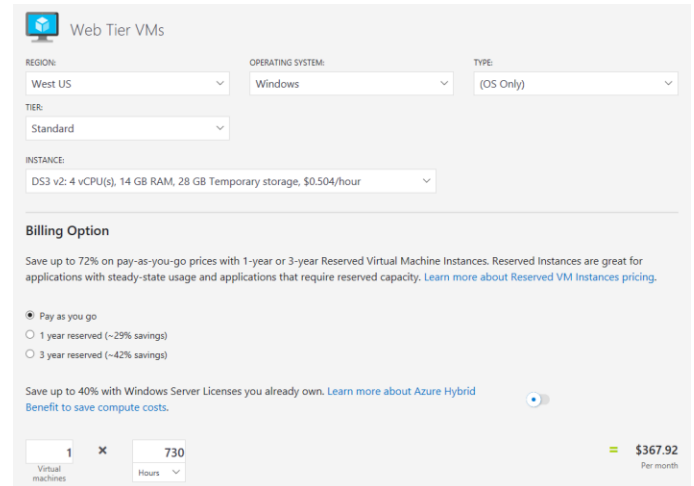 Web Tier VMs
REGION: OPERATING SYSTEM: TYPE:
West US Windows (OS Only)
TIER:
Standard
INSTANCE:
DS3 v2: 4 vCPU(s), 14 GB RAM, 28 GB Temporary storage, $0.504/hour
Billing Option
Save up to 72% on pay-as-you-go prices with 1-year or 3-year Reserved Virtual Machine Instances. Reserved Instances are great for
applications with steady-state usage and applications that require reserved capacity. Learn more about Reserved VM Instances pricing.
Pay as you go
1 year reserved (~29% savings)
3 year reserved (~42% savings)
Save up to 40% with Windows Server Licenses you already own. Learn more about Azure Hybrid
Benefit to save compute costs.
1 × 730 = $367.92
Virtual machines Hours Per month